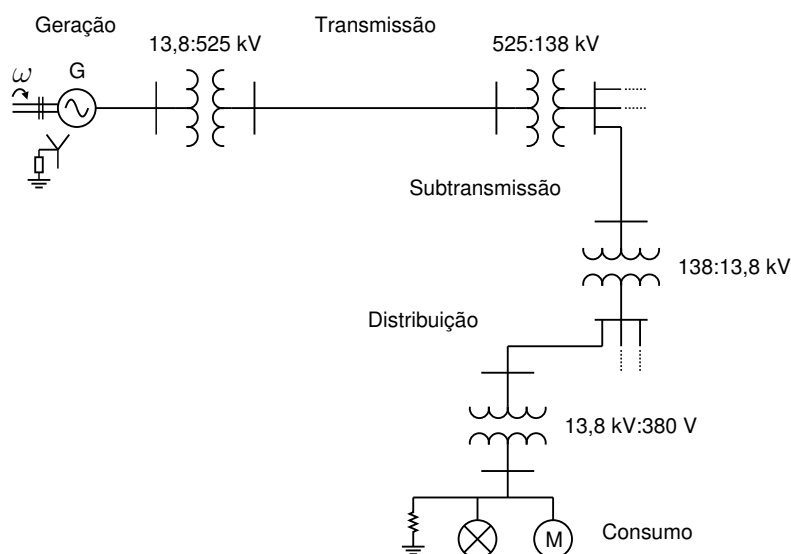 Geração
Transmissão
13,8:525 kV
525:138 kV
G
ω
Subtransmissão
138:13,8 kV
Distribuição
13,8 kV:380 V
M
Consumo